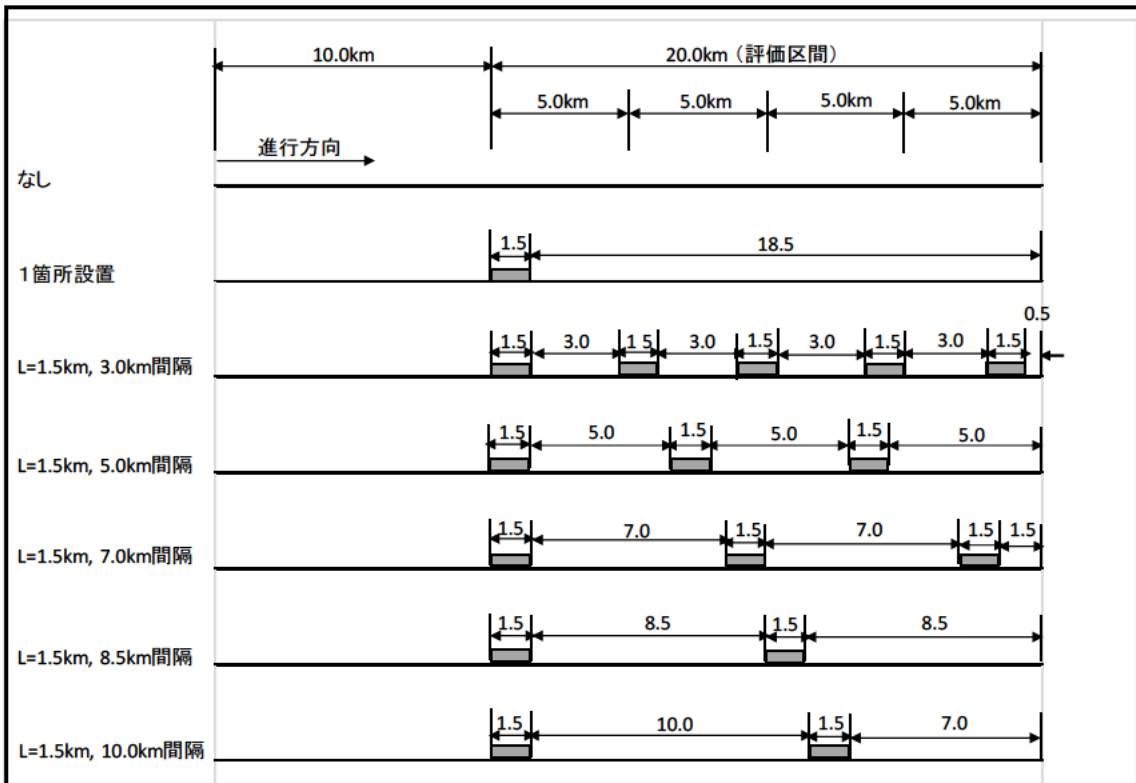 10.0km 20.0km（評価区間）
5.0km 5.0km 5.0km 5.0km
進行方向
なし
1.5 18.5
1箇所設置
0.5
1.5 3.0 1 5 3.0 1.5 3.0 1.5 3.0 1.5
L=1.5km, 3.0km間隔
1.5 5.0 1.5 5.0 1.5 5.0
L=1.5km, 5.0km間隔
1.5 7.0 1.5 7.0 1.5 1.5
L=1.5km, 7.0km間隔
1.5 8.5 1.5 8.5
L=1.5km, 8.5km間隔
1.5 10.0 1.5 7.0
L=1.5km, 10.0km間隔